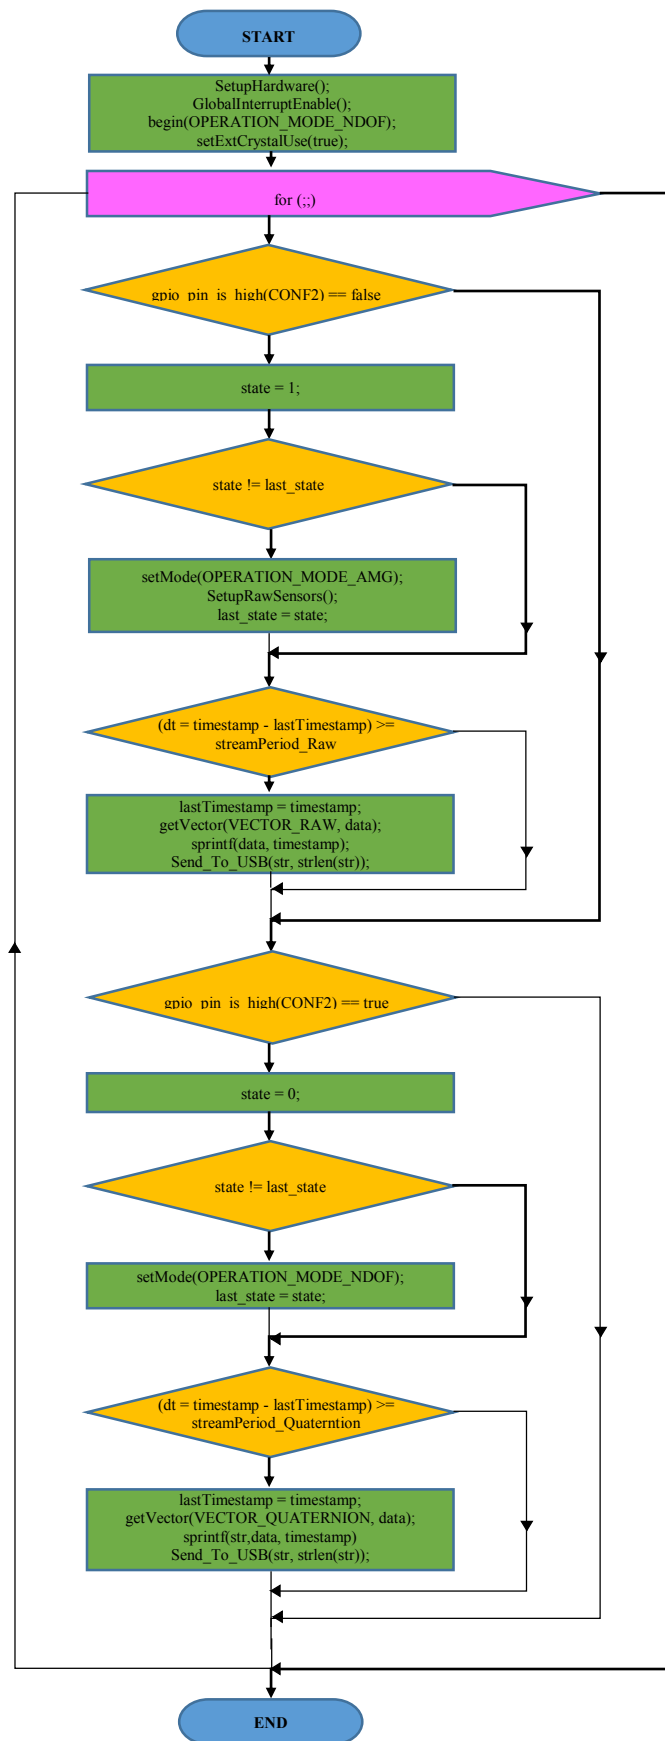 START
SetupHardware();
GlobalInterruptEnable();
begin(OPERATION_MODE_NDOF);
setExtCrystalUse(true);
for (;;)
gpio_pin_is_high(CONF2) == false
state = 1;
state != last_state
setMode(OPERATION_MODE_AMG);
SetupRawSensors();
last_state = state;
(dt = timestamp - lastTimestamp) >=
streamPeriod_Raw
lastTimestamp = timestamp;
getVector(VECTOR_RAW, data);
sprintf(data, timestamp);
Send_To_USB(str, strlen(str));
gpio_pin_is_high(CONF2) == true
state = 0;
state != last_state
setMode(OPERATION_MODE_NDOF);
last_state = state;
(dt = timestamp - lastTimestamp) >=
streamPeriod_Quaterntion
lastTimestamp = timestamp;
getVector(VECTOR_QUATERNION, data);
sprintf(str,data, timestamp)
Send_To_USB(str, strlen(str));
END